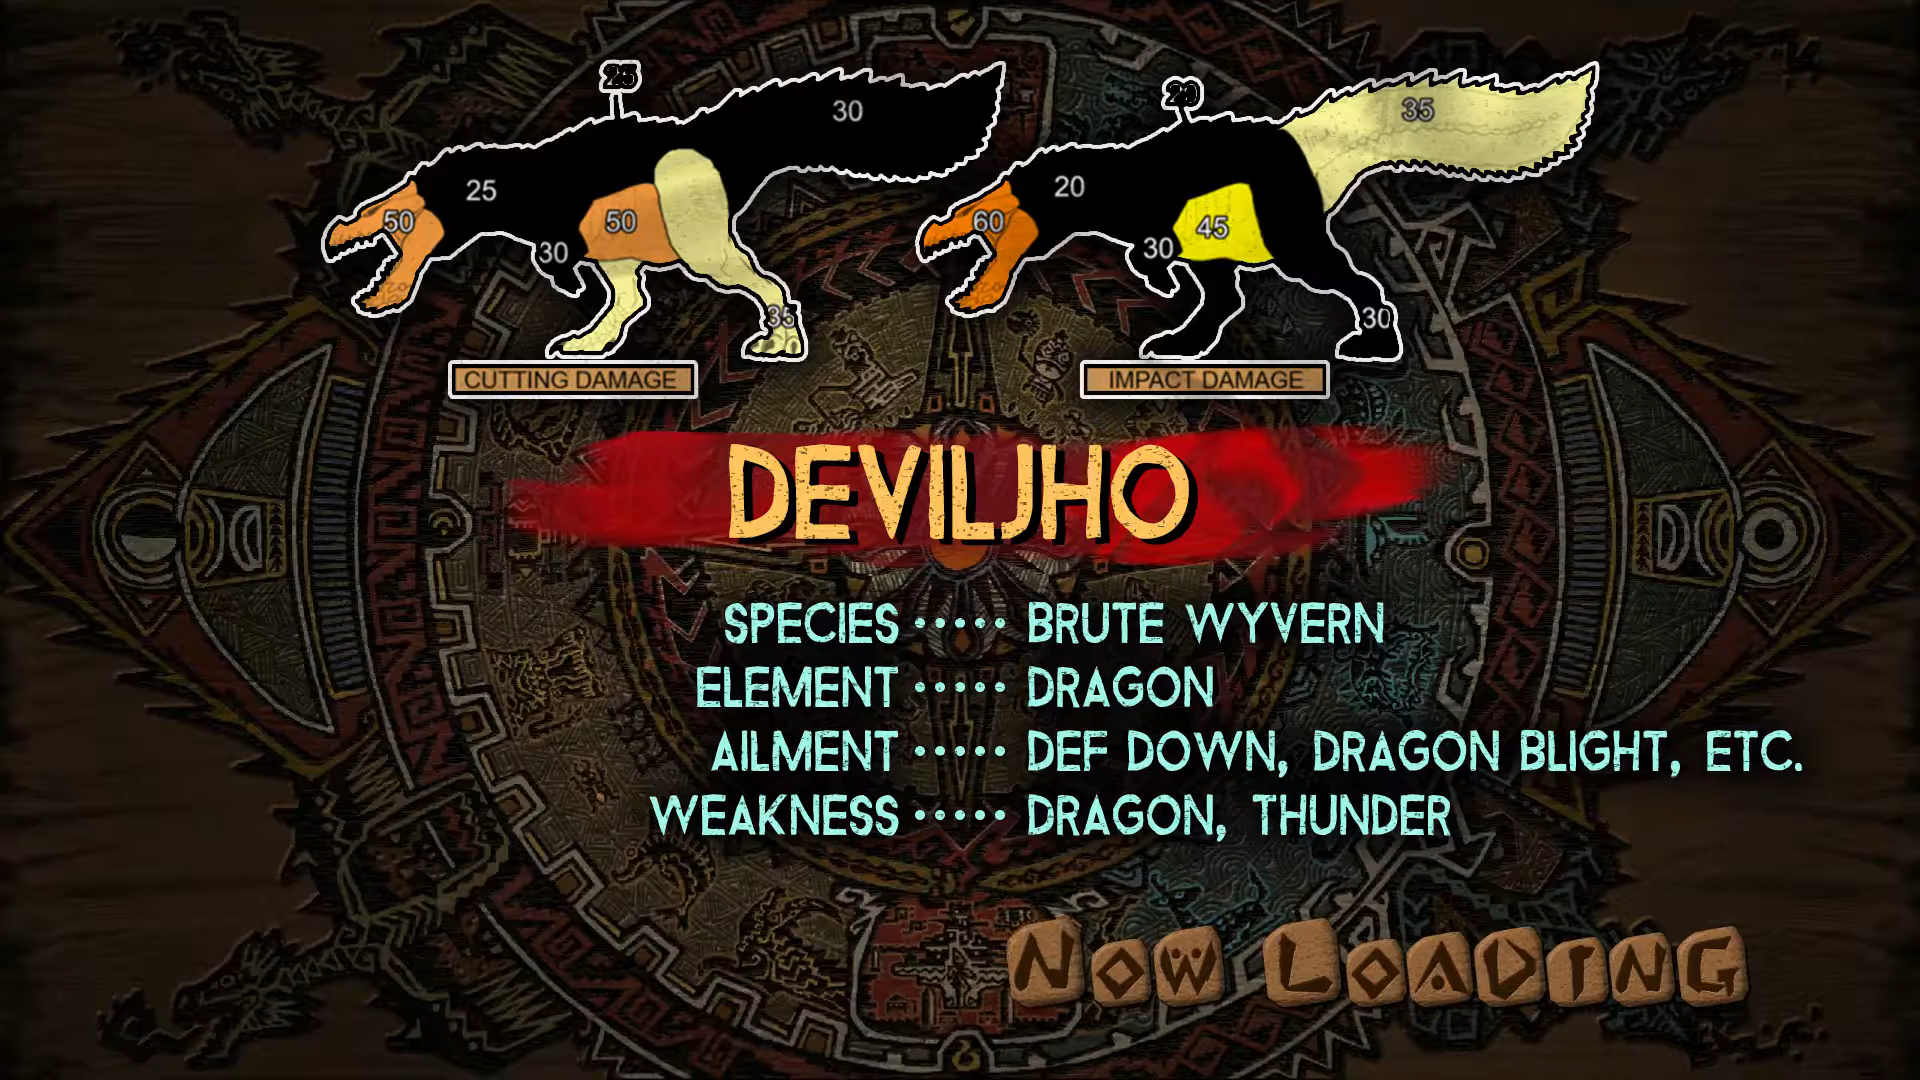 25
30
25
50
50
30
35
CUTTING DAMAGE
20
35
20
60
45
30
30
IMPACT DAMAGE
DEVILJHO
SPECIES ····· BRUTE WYVERN
ELEMENT ····· DRAGON
AILMENT ····· DEF DOWN, DRAGON BLIGHT, ETC.
WEAKNESS ····· DRAGON, THUNDER
NOW LOADING